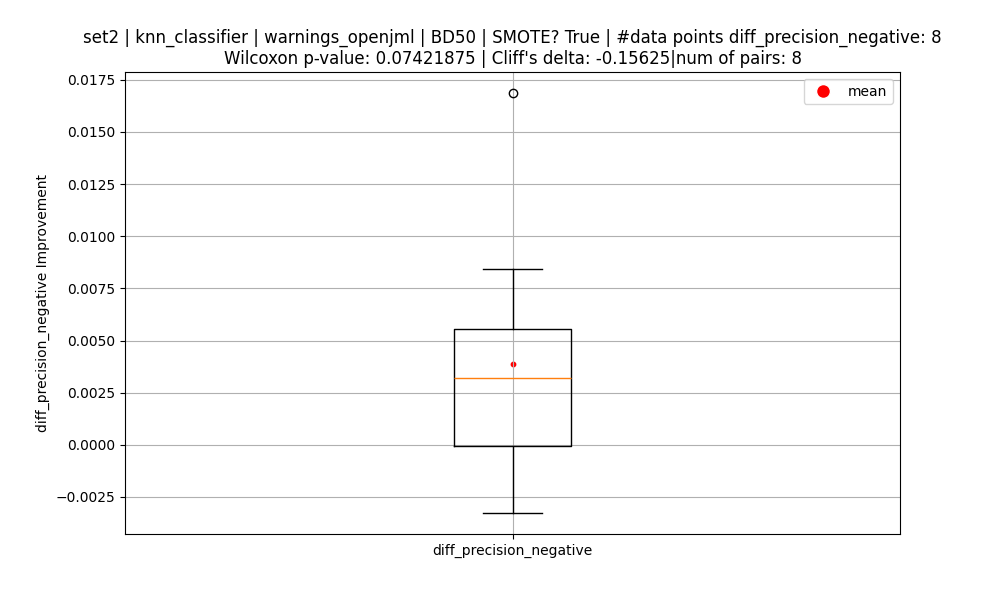 set2 | knn_classifier | warnings_openjml | BD50 | SMOTE? True | #data points diff_precision_negative: 8
Wilcoxon p-value: 0.07421875 | Cliff's delta: -0.15625|num of pairs: 8
mean
0.0175
0.0150
0.0125
0.0100
0.0075
0.0050
0.0025
0.0000
−0.0025
diff_precision_negative Improvement
diff_precision_negative